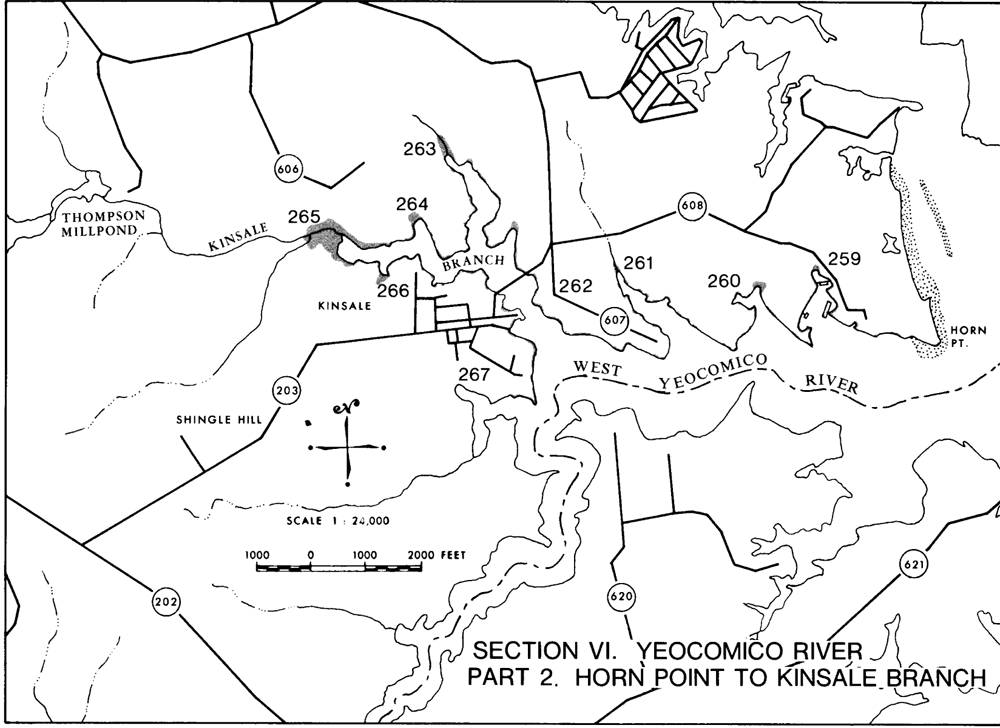 263
606
608
THOMPSON
MILLPOND
265
264
KINSALE
BRANCH
259
261
260
262
266
KINSALE
607
HORN
PT.
WEST YEOCOMICO RIVER
267
203
SHINGLE HILL
N
SCALE 1 : 24,000
1000 0 1000 2000 FEET
202
620
621
SECTION VI. YEOCOMICO RIVER
PART 2. HORN POINT TO KINSALE BRANCH